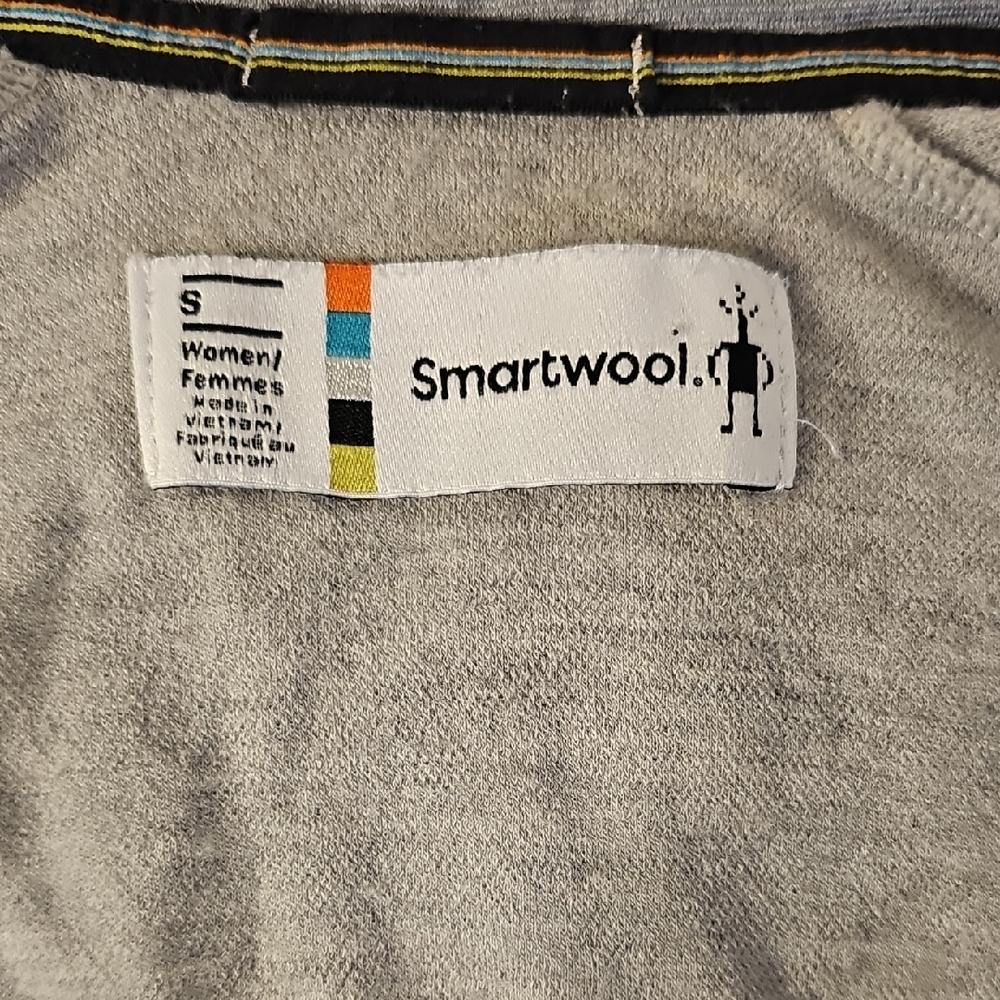 S
Women/
Femmes
Made in
Vietnam/
Fabriqué au
Vietnam
Smartwool®